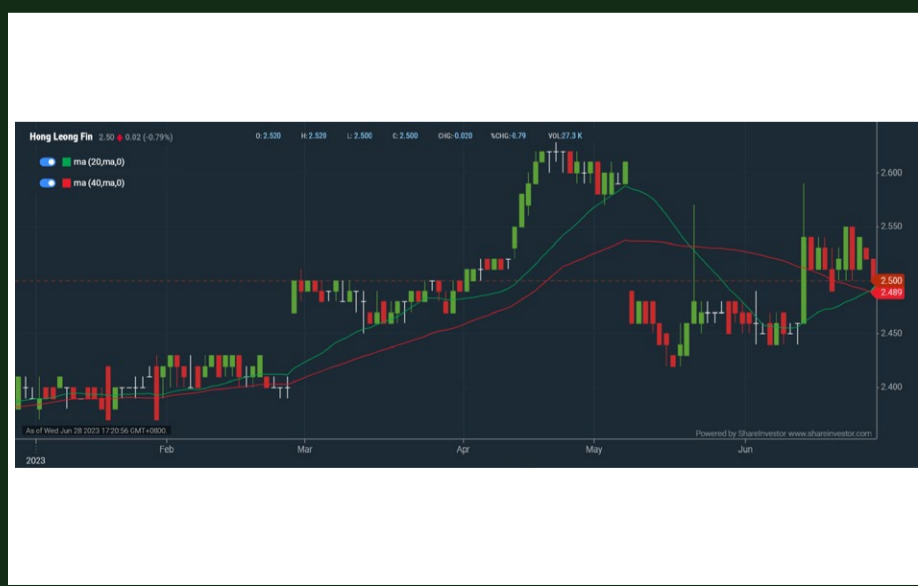 Hong Leong Fin 2.50 0.02 (-0.79%) O: 2.520 H: 2.520 L: 2.500 C: 2.500 CHG:-0.020 %CHG:-0.79 VOL:27.3 K
ma (20,ma,0)
ma (40,ma,0)
2.600
2.550
2.500
2.489
2.450
2.400
As of Wed Jun 28 2023 17:20:56 GMT+0800.
Powered by ShareInvestor www.shareinvestor.com
Feb Mar Apr May Jun
2023